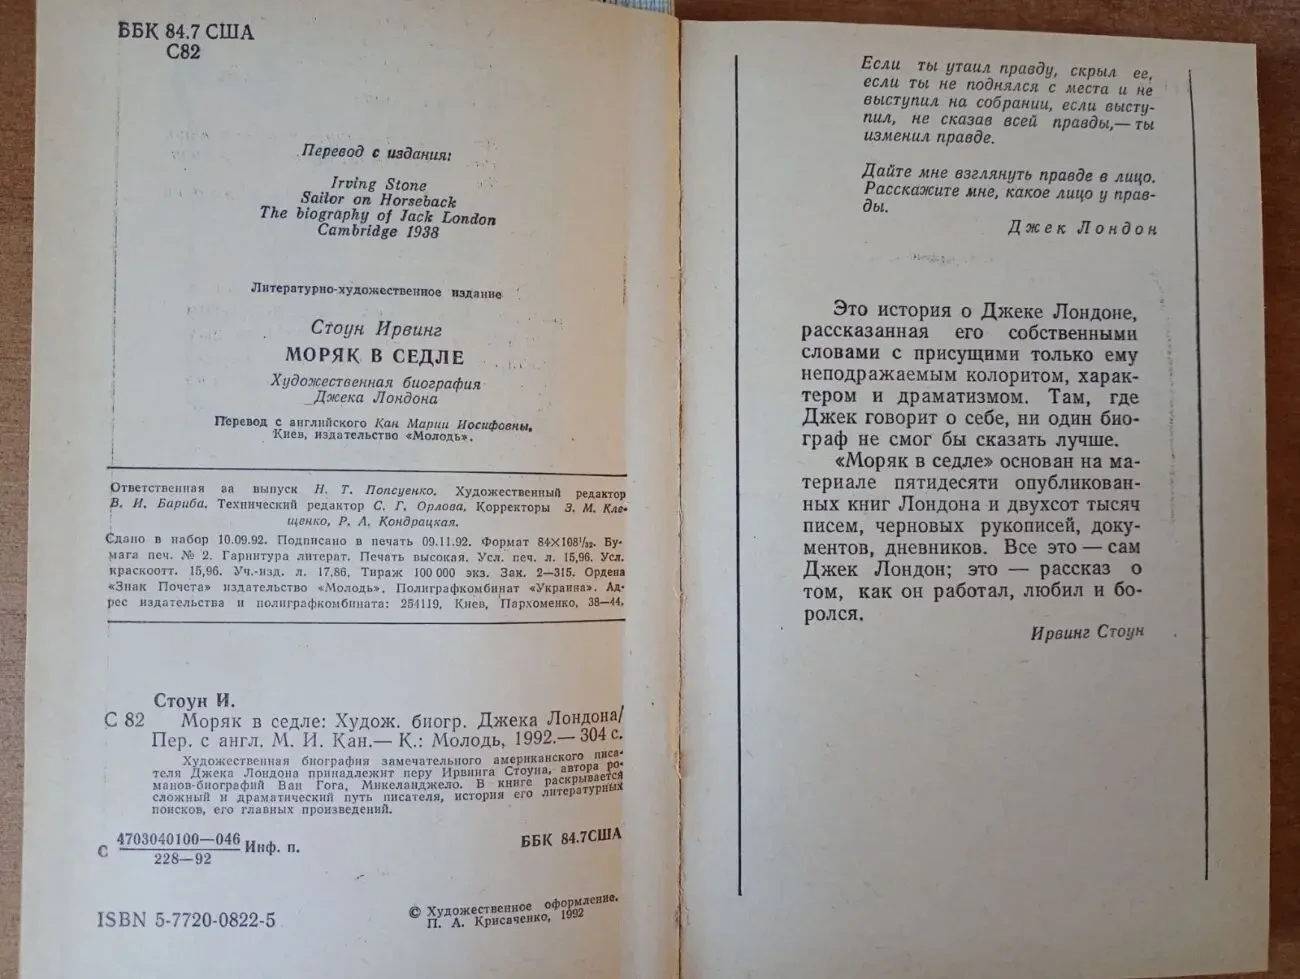 ББК 84.7 США
С82
Перевод с издания:
Irving Stone
Sailor on Horseback
The biography of Jack London
Cambridge 1938
Литературно-художественное издание
Стоун Ирвинг
МОРЯК В СЕДЛЕ
Художественная биография
Джека Лондона
Перевод с английского Кан Марии Иосифовны.
Киев, издательство «Молодь».
Ответственная за выпуск Н. Т. Попсуенко. Художественный редактор
В. И. Бариба. Технический редактор С. Г. Орлова. Корректоры З. М. Кле-
щенко, Р. А. Кондрацкая.
Сдано в набор 10.09.92. Подписано в печать 09.11.92. Формат 84×108¹/₃₂. Бу-
мага печ. № 2. Гарнитура литерат. Печать высокая. Усл. печ. л. 15,96. Усл.
краскоотт. 15,96. Уч.-изд. л. 17,86. Тираж 100 000 экз. Зак. 2—315. Ордена
«Знак Почета» издательство «Молодь». Полиграфкомбинат «Украина». Ад-
рес издательства и полиграфкомбината: 254119, Киев, Пархоменко, 38—44.
Стоун И.
С 82 Моряк в седле: Худож. биогр. Джека Лондона/
Пер. с англ. М. И. Кан.— К.: Молодь, 1992.— 304 с.
Художественная биография замечательного американского писа-
теля Джека Лондона принадлежит перу Ирвинга Стоуна, автора ро-
манов-биографий Ван Гога, Микеланджело. В книге раскрывается
сложный и драматический путь писателя, история его литературных
поисков, его главных произведений.
С 4703040100—046 Инф. п.
228—92
ББК 84.7США
ISBN 5-7720-0822-5
© Художественное оформление.
П. А. Крисаченко, 1992
Если ты утаил правду, скрыл ее,
если ты не поднялся с места и не
выступил на собрании, если высту-
пил, не сказав всей правды,— ты
изменил правде.
Дайте мне взглянуть правде в лицо.
Расскажите мне, какое лицо у прав-
ды.
Джек Лондон
Это история о Джеке Лондоне,
рассказанная его собственными
словами с присущими только ему
неподражаемым колоритом, харак-
тером и драматизмом. Там, где
Джек говорит о себе, ни один био-
граф не смог бы сказать лучше.
«Моряк в седле» основан на ма-
териале пятидесяти опубликован-
ных книг Лондона и двухсот тысяч
писем, черновых рукописей, доку-
ментов, дневников. Все это — сам
Джек Лондон; это — рассказ о
том, как он работал, любил и бо-
ролся.
Ирвинг Стоун